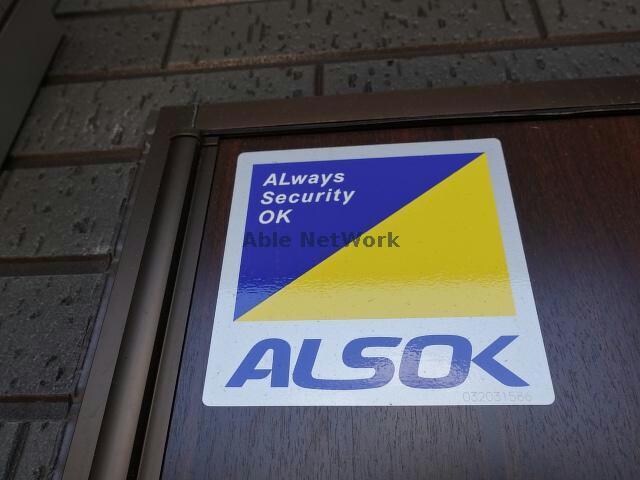 ALways
Security
OK
Able NetWork
ALSOK
032031586